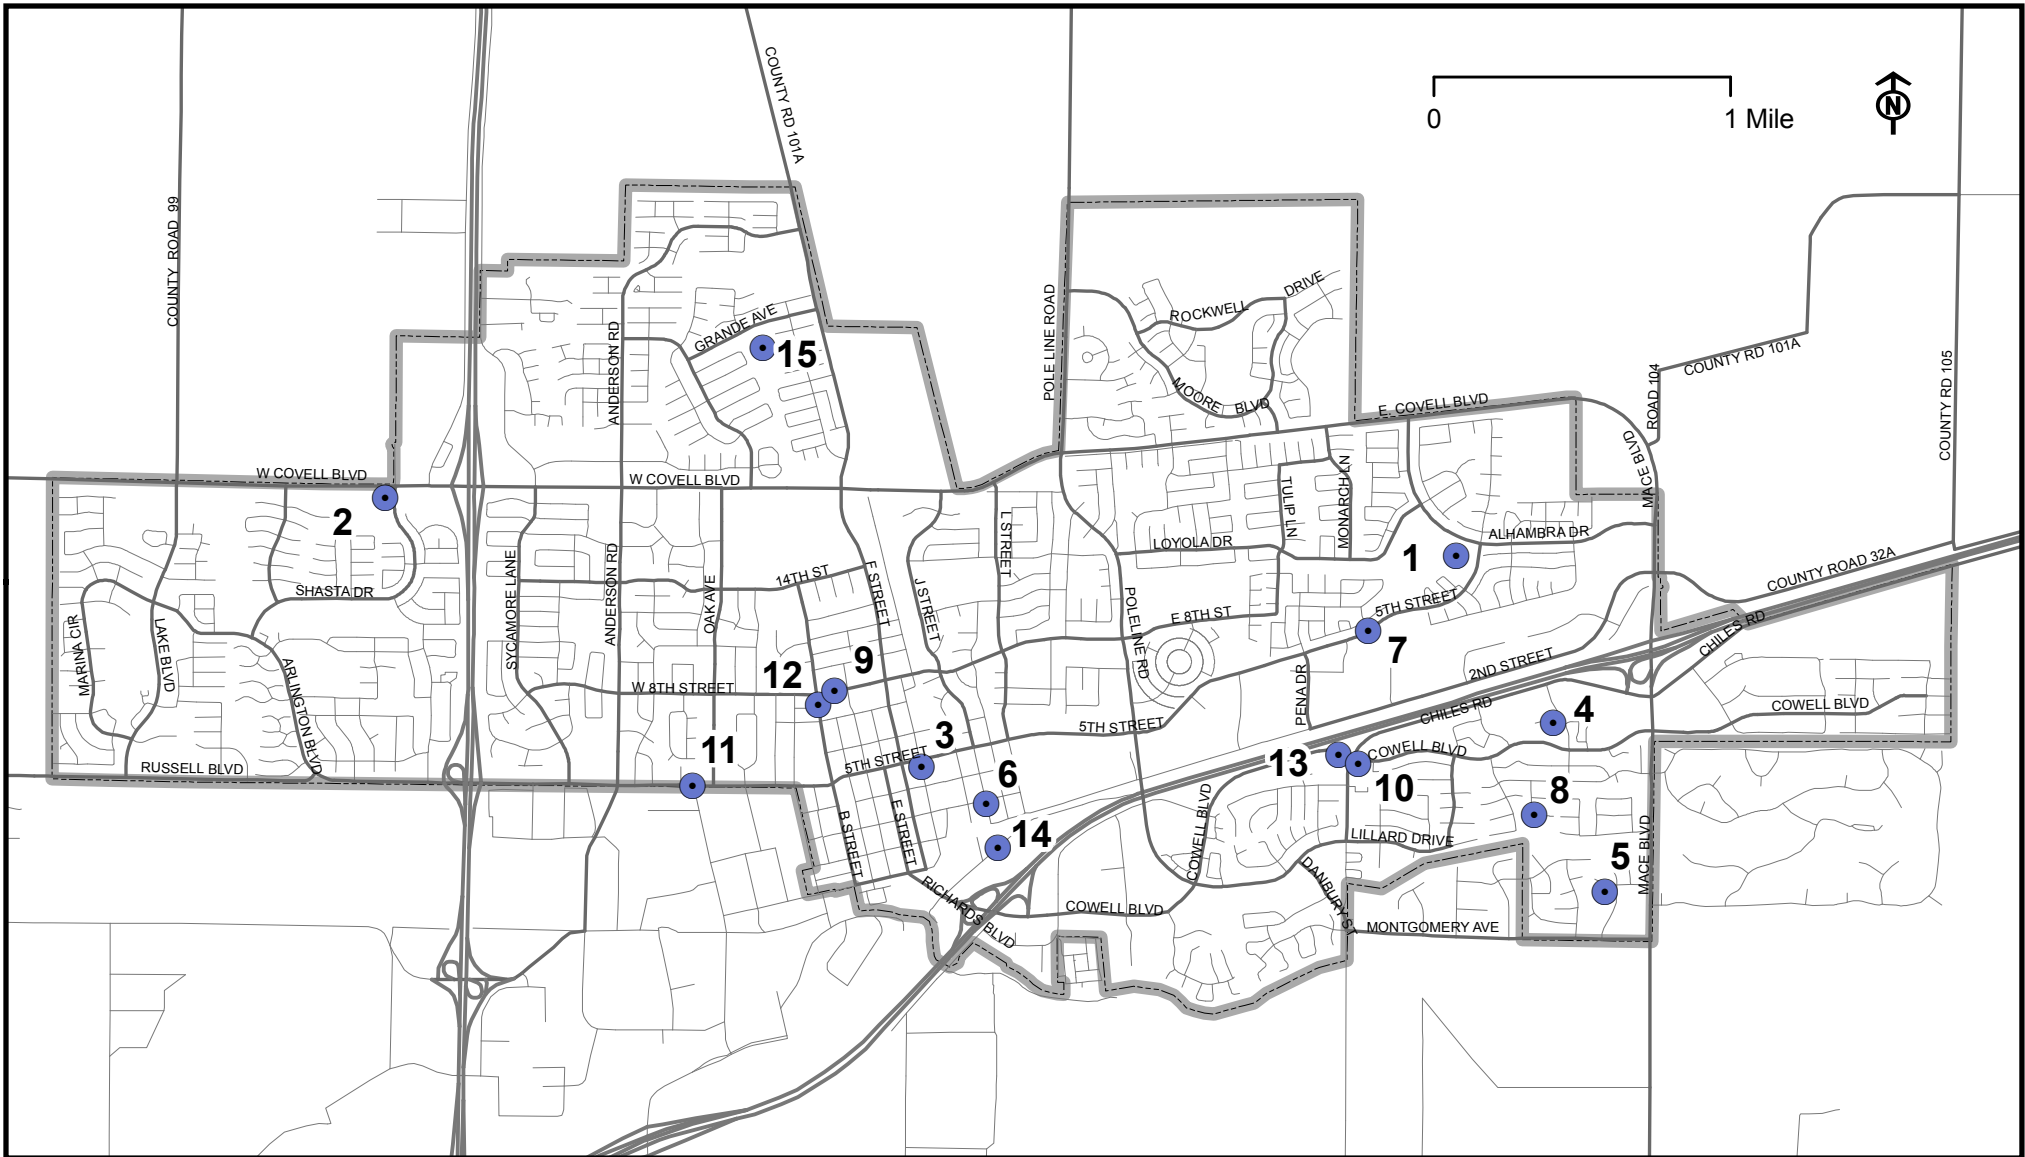 COUNTY RD 101A
0
1 Mile
N
COUNTY ROAD 99
GRANDE AVE
15
ANDERSON RD
POLE LINE ROAD
ROCKWELL
DRIVE
MOORE BLVD
E. COVELL BLVD
ROAD 104
COUNTY RD 101A
COUNTY RD 105
MACE BLVD
W COVELL BLVD
W COVELL BLVD
2
L STREET
TULIP LN
MONARCH LN
LOYOLA DR
1
ALHAMBRA DR
COUNTY ROAD 32A
SHASTA DR
SYCAMORE LANE
ANDERSON RD
OAK AVE
14TH ST
F STREET
J STREET
POLELINE RD
E 8TH ST
5TH STREET
7
CHILES RD
MARINA CIR
LAKE BLVD
ARLINGTON BLVD
12
9
W 8TH STREET
PENA DR
2ND STREET
CHILES RD
4
COWELL BLVD
RUSSELL BLVD
11
5TH STREET
3
5TH STREET
6
13
COWELL BLVD
10
8
B STREET
E STREET
14
COWELL BLVD
LILLARD DRIVE
5
MACE BLVD
RICHARDS BLVD
COWELL BLVD
DANBURY ST
MONTGOMERY AVE